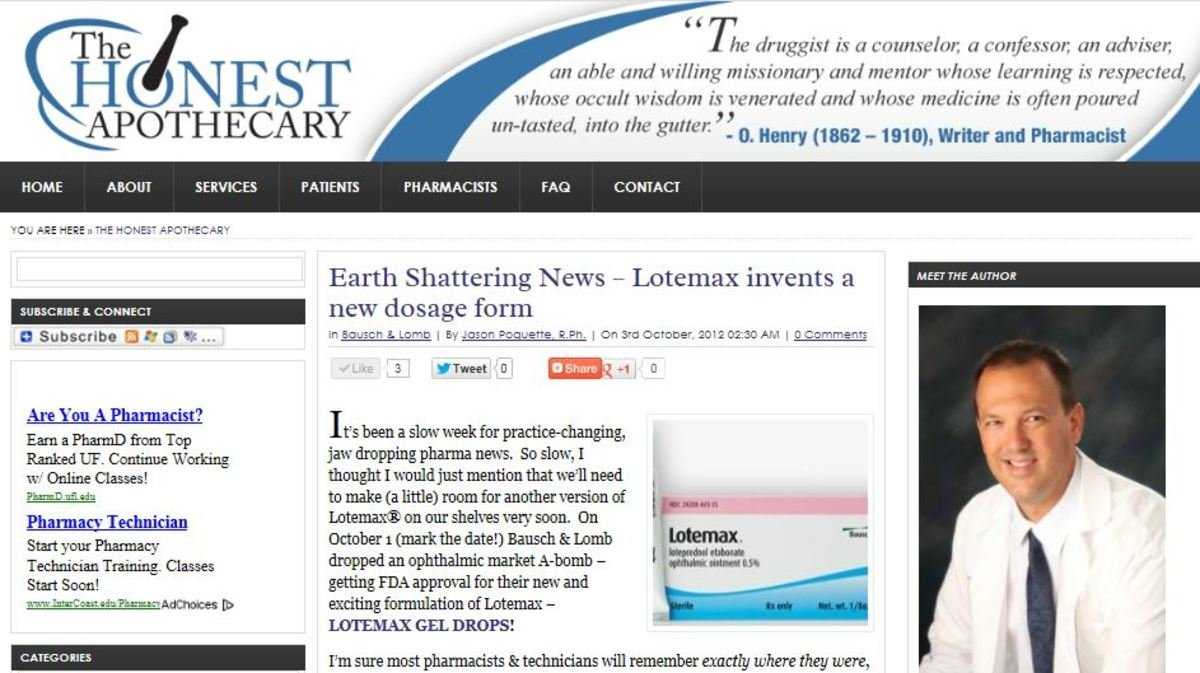 The
HONEST
APOTHECARY
“The druggist is a counselor, a confessor, an adviser,
an able and willing missionary and mentor whose learning is respected,
whose occult wisdom is venerated and whose medicine is often poured
un-tasted, into the gutter.”
- O. Henry (1862 – 1910), Writer and Pharmacist
HOME ABOUT SERVICES PATIENTS PHARMACISTS FAQ CONTACT
YOU ARE HERE » THE HONEST APOTHECARY
SUBSCRIBE & CONNECT
Subscribe ...
Are You A Pharmacist?
Earn a PharmD from Top
Ranked UF. Continue Working
w/ Online Classes!
PharmD.ufl.edu
Pharmacy Technician
Start your Pharmacy
Technician Training. Classes
Start Soon!
www.InterCoast.edu/Pharmacy AdChoices
CATEGORIES
Earth Shattering News – Lotemax invents a
new dosage form
In Bausch & Lomb | By Jason Poquette, R.Ph. | On 3rd October, 2012 02:30 AM | 0 Comments
Like 3 Tweet 0 Share g +1 0
It’s been a slow week for practice-changing,
jaw dropping pharma news. So slow, I
thought I would just mention that we’ll need
to make (a little) room for another version of
Lotemax® on our shelves very soon. On
October 1 (mark the date!) Bausch & Lomb
dropped an ophthalmic market A-bomb –
getting FDA approval for their new and
exciting formulation of Lotemax –
LOTEMAX GEL DROPS!
I’m sure most pharmacists & technicians will remember exactly where they were,
Lotemax
loteprednol etabonate
ophthalmic ointment 0.5%
Sterile Rx only Net. wt. 1/8o
MEET THE AUTHOR